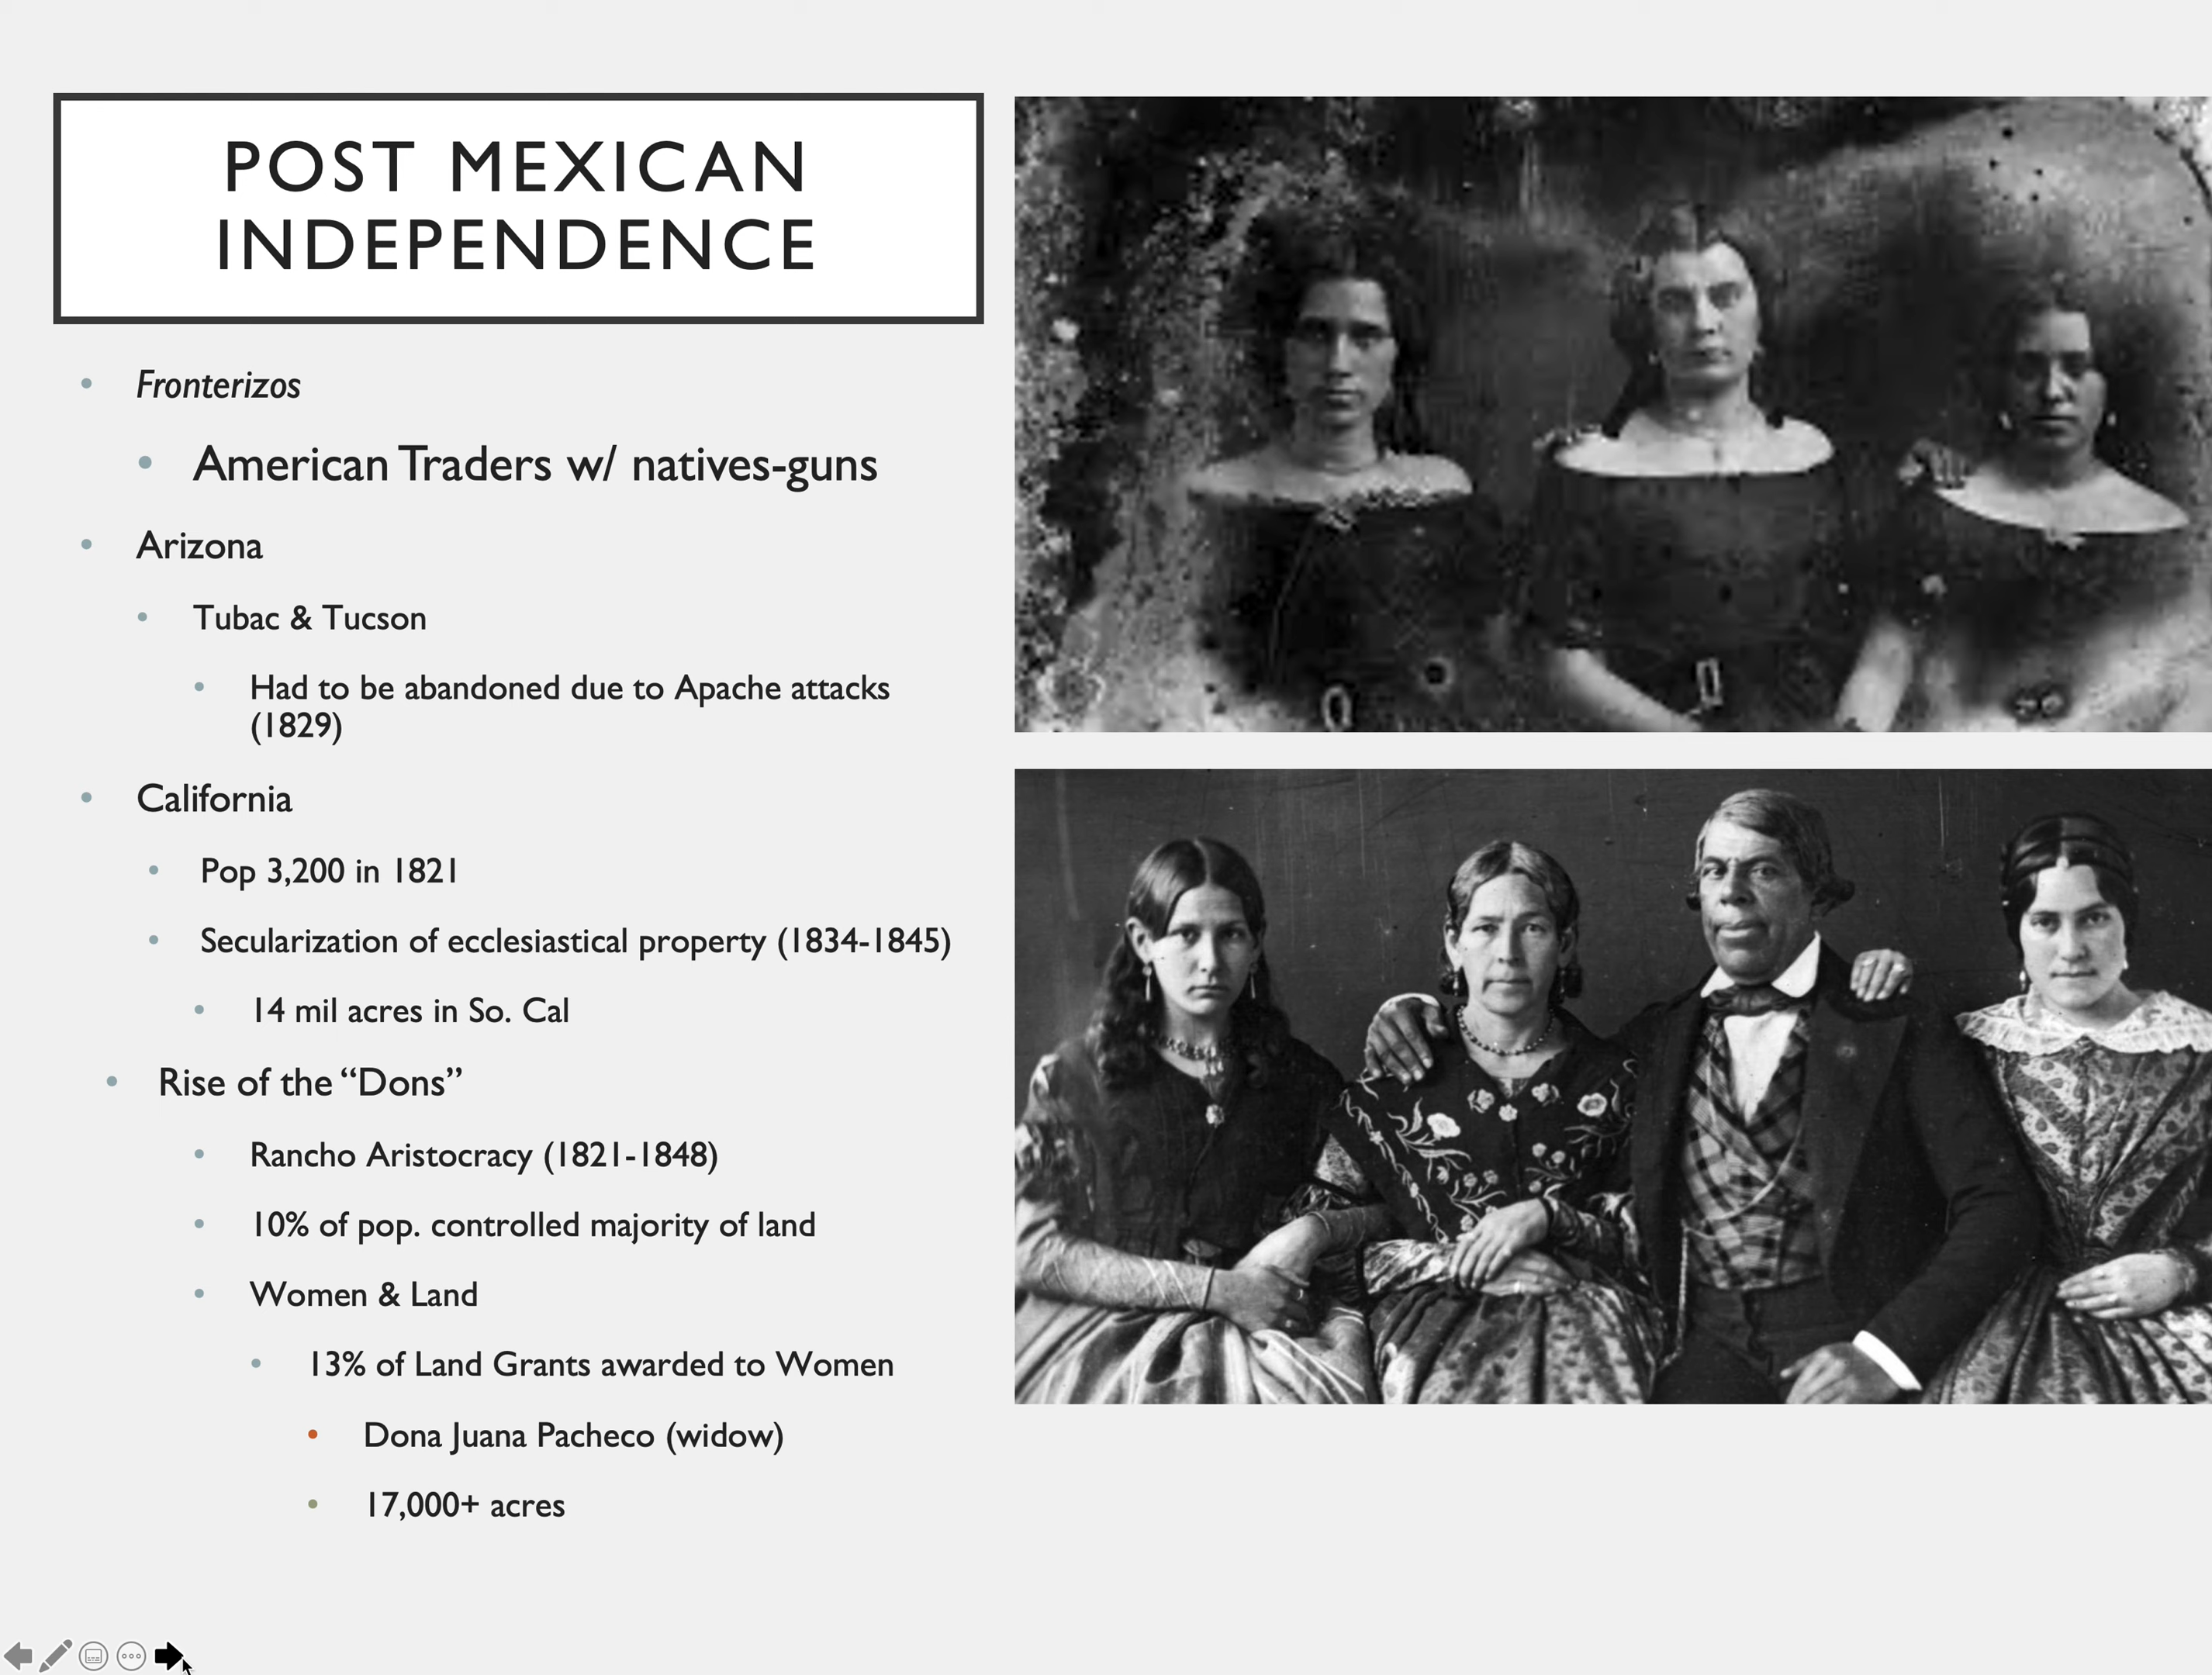 POST MEXICAN
INDEPENDENCE
Fronterizos
American Traders w/ natives-guns
Arizona
Tubac & Tucson
Had to be abandoned due to Apache attacks
(1829)
California
Pop 3,200 in 1821
Secularization of ecclesiastical property (1834-1845)
14 mil acres in So. Cal
Rise of the “Dons”
Rancho Aristocracy (1821-1848)
10% of pop. controlled majority of land
Women & Land
13% of Land Grants awarded to Women
Dona Juana Pacheco (widow)
17,000+ acres